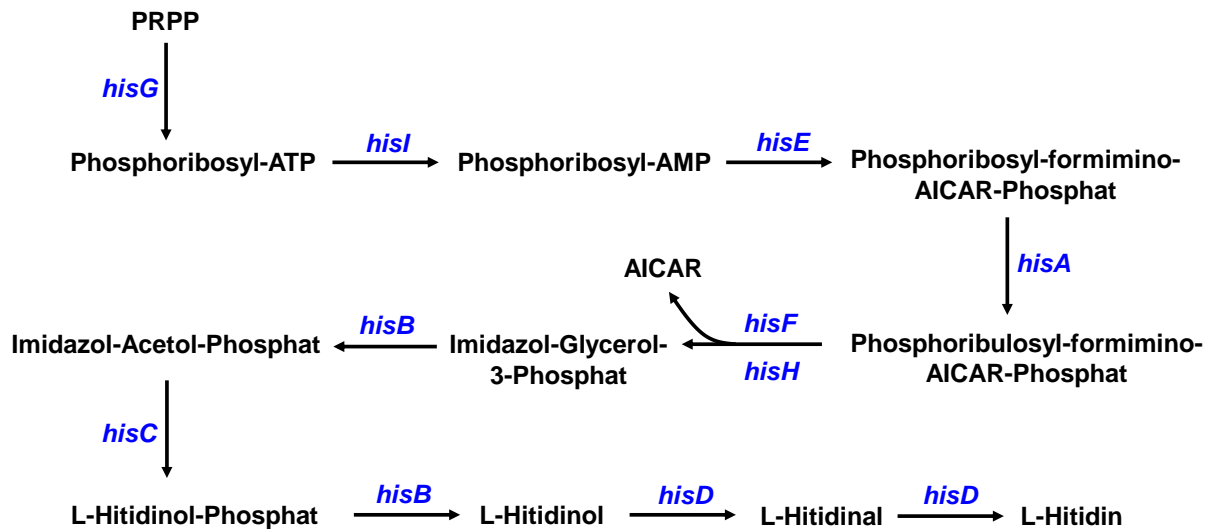 PRPP
hisG
Phosphoribosyl-ATP
hisI
Phosphoribosyl-AMP
hisE
Phosphoribosyl-formimino-
AICAR-Phosphat
hisA
AICAR
Phosphoribulosyl-formimino-
AICAR-Phosphat
hisF
hisH
Imidazol-Glycerol-
3-Phosphat
hisB
Imidazol-Acetol-Phosphat
hisC
L-Hitidinol-Phosphat
hisB
L-Hitidinol
hisD
L-Hitidinal
hisD
L-Hitidin